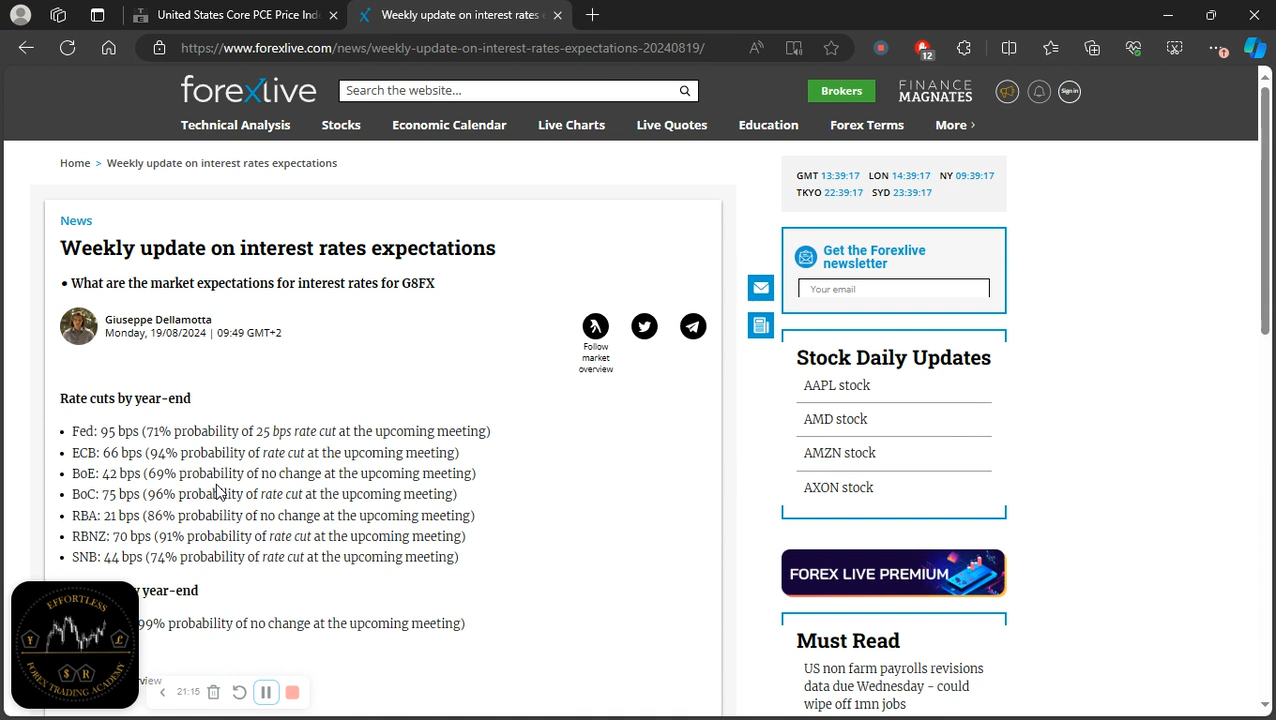 United States Core PCE Price Ind
Weekly update on interest rates e
https://www.forexlive.com/news/weekly-update-on-interest-rates-expectations-20240819/
12
forexlive
Search the website...
Brokers
FINANCE
MAGNATES
Sign in
Technical Analysis Stocks Economic Calendar Live Charts Live Quotes Education Forex Terms More ›
Home > Weekly update on interest rates expectations
GMT 13:39:17 LON 14:39:17 NY 09:39:17
TKYO 22:39:17 SYD 23:39:17
News
Weekly update on interest rates expectations
• What are the market expectations for interest rates for G8FX
Giuseppe Dellamotta
Monday, 19/08/2024 | 09:49 GMT+2
Follow
market
overview
Rate cuts by year-end
• Fed: 95 bps (71% probability of 25 bps rate cut at the upcoming meeting)
• ECB: 66 bps (94% probability of rate cut at the upcoming meeting)
• BoE: 42 bps (69% probability of no change at the upcoming meeting)
• BoC: 75 bps (96% probability of rate cut at the upcoming meeting)
• RBA: 21 bps (86% probability of no change at the upcoming meeting)
• RBNZ: 70 bps (91% probability of rate cut at the upcoming meeting)
• SNB: 44 bps (74% probability of rate cut at the upcoming meeting)
year-end
99% probability of no change at the upcoming meeting)
view
21:15
EFFORTLESS
FOREX TRADING ACADEMY
¥ £ $ R
Get the Forexlive
newsletter
Your email
Stock Daily Updates
AAPL stock
AMD stock
AMZN stock
AXON stock
FOREX LIVE PREMIUM
Must Read
US non farm payrolls revisions
data due Wednesday - could
wipe off 1mn jobs